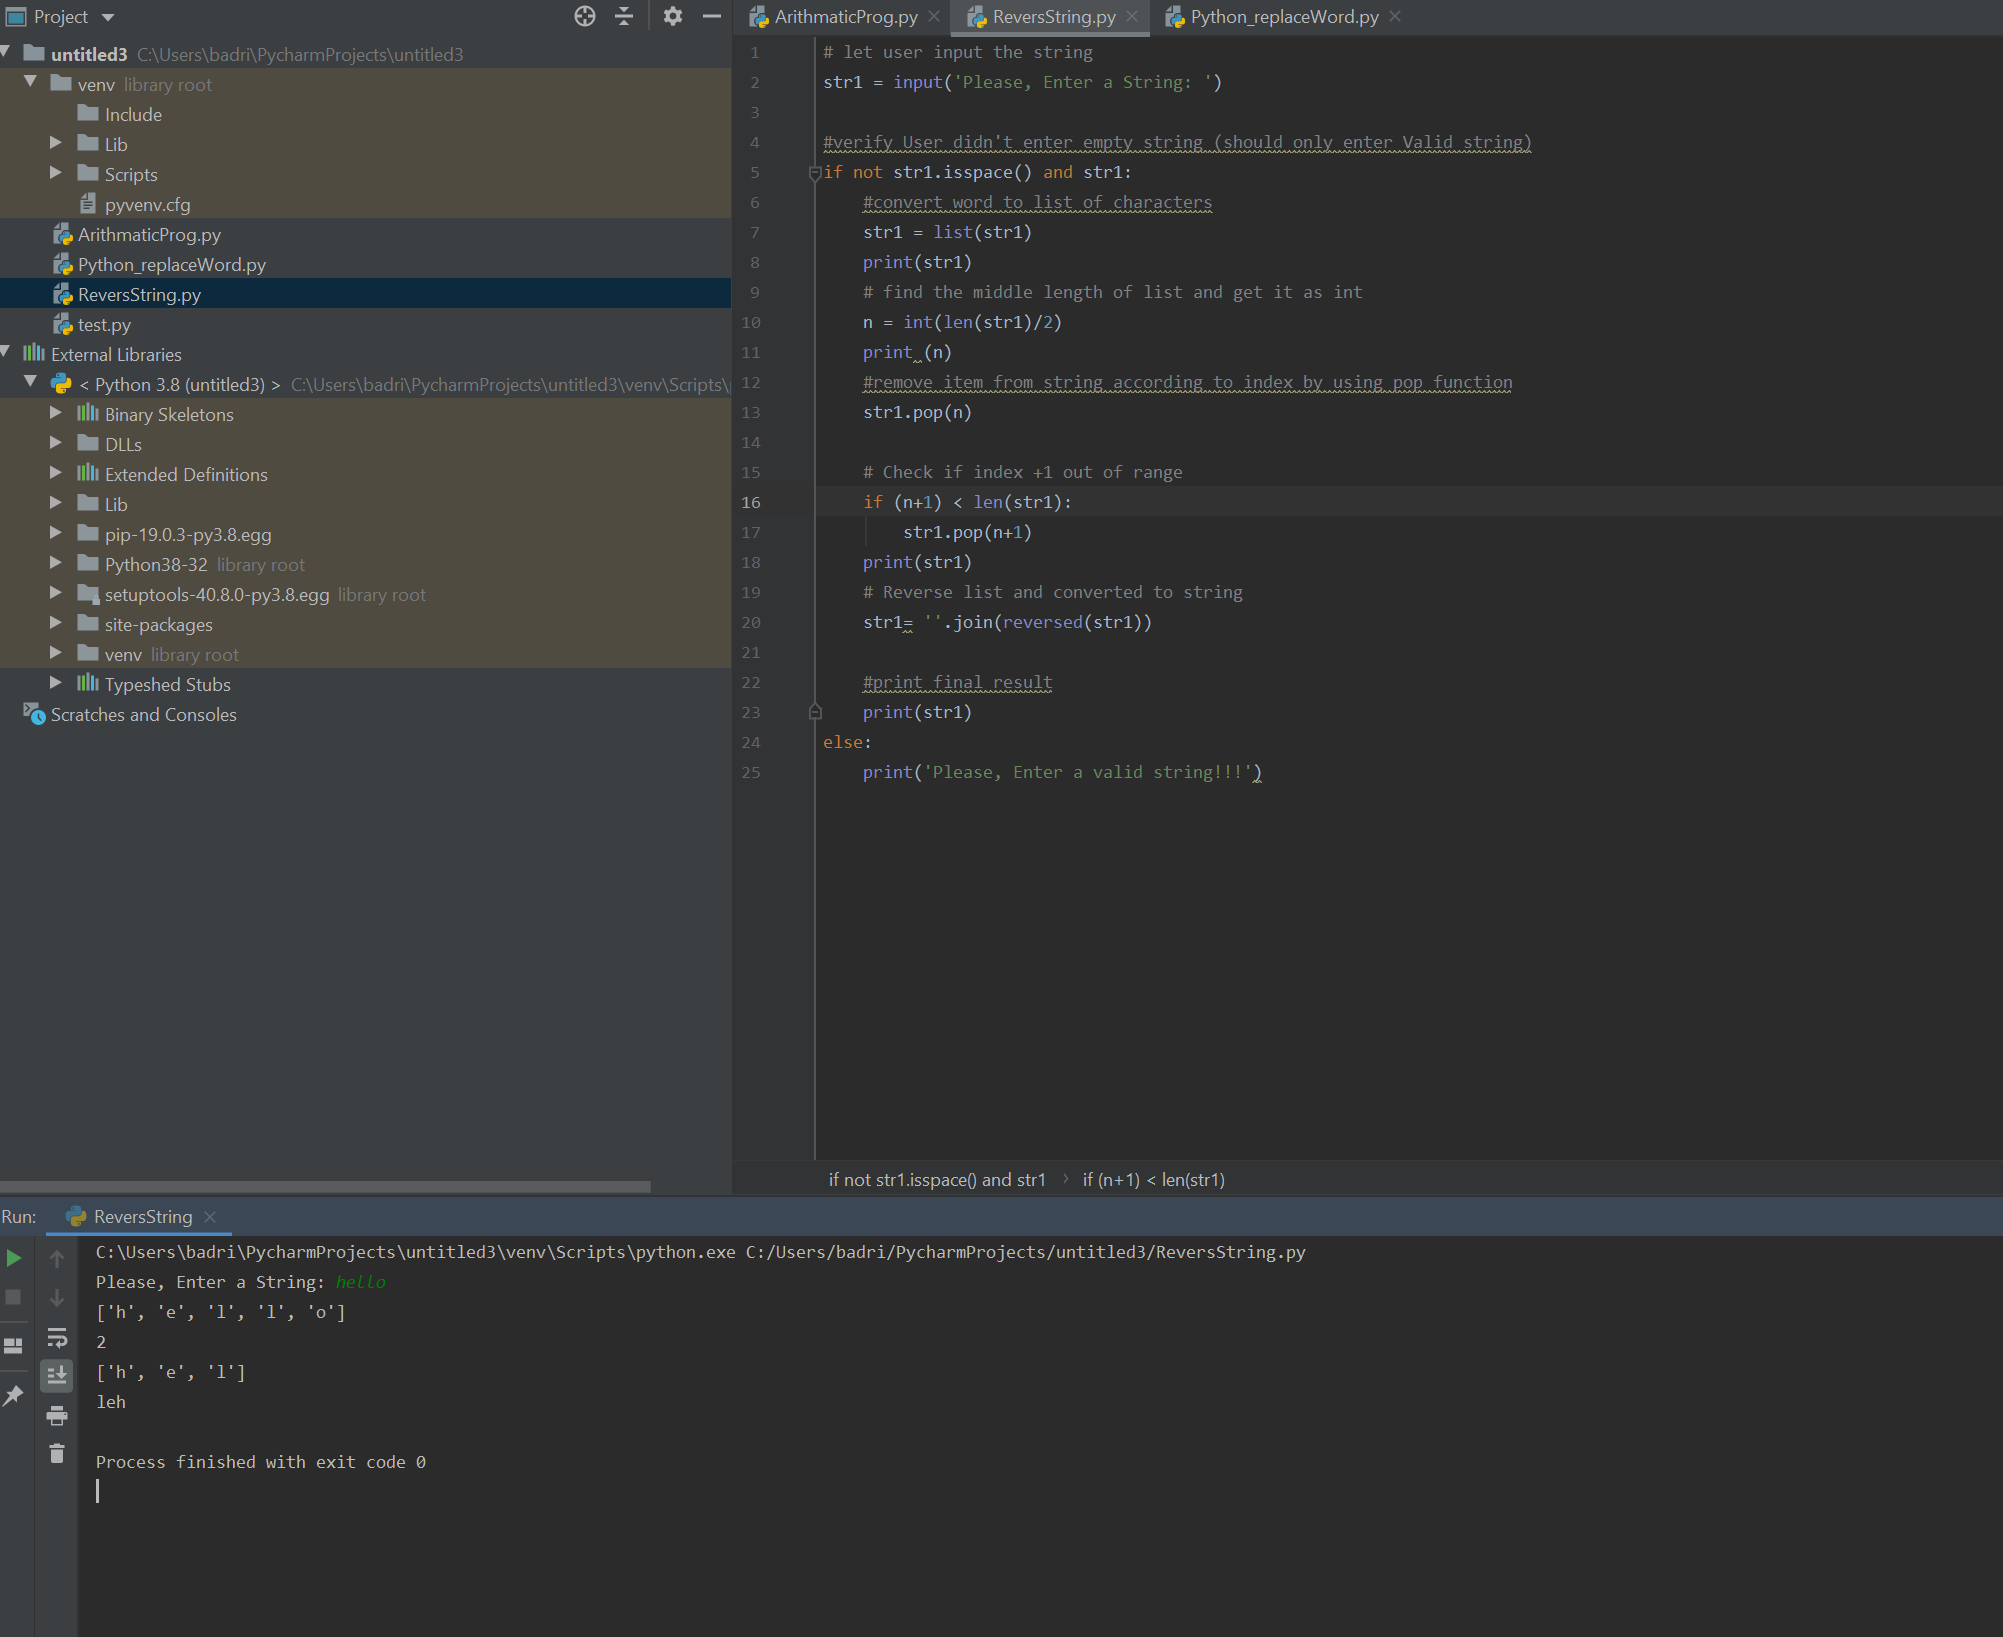 Project
untitled3 C:\Users\badri\PycharmProjects\untitled3
venv library root
Include
Lib
Scripts
pyvenv.cfg
ArithmaticProg.py
Python_replaceWord.py
ReversString.py
test.py
External Libraries
< Python 3.8 (untitled3) > C:\Users\badri\PycharmProjects\untitled3\venv\Scripts\
Binary Skeletons
DLLs
Extended Definitions
Lib
pip-19.0.3-py3.8.egg
Python38-32 library root
setuptools-40.8.0-py3.8.egg library root
site-packages
venv library root
Typeshed Stubs
Scratches and Consoles
ArithmaticProg.py ReversString.py Python_replaceWord.py
1 # let user input the string
2 str1 = input('Please, Enter a String: ')
3
4 #verify User didn't enter empty string (should only enter Valid string)
5 if not str1.isspace() and str1:
6 #convert word to list of characters
7 str1 = list(str1)
8 print(str1)
9 # find the middle length of list and get it as int
10 n = int(len(str1)/2)
11 print (n)
12 #remove item from string according to index by using pop function
13 str1.pop(n)
14
15 # Check if index +1 out of range
16 if (n+1) < len(str1):
17 str1.pop(n+1)
18 print(str1)
19 # Reverse list and converted to string
20 str1= ''.join(reversed(str1))
21
22 #print final result
23 print(str1)
24 else:
25 print('Please, Enter a valid string!!!')
if not str1.isspace() and str1 › if (n+1) < len(str1)
Run: ReversString
C:\Users\badri\PycharmProjects\untitled3\venv\Scripts\python.exe C:/Users/badri/PycharmProjects/untitled3/ReversString.py
Please, Enter a String: hello
['h', 'e', 'l', 'l', 'o']
2
['h', 'e', 'l']
leh
Process finished with exit code 0